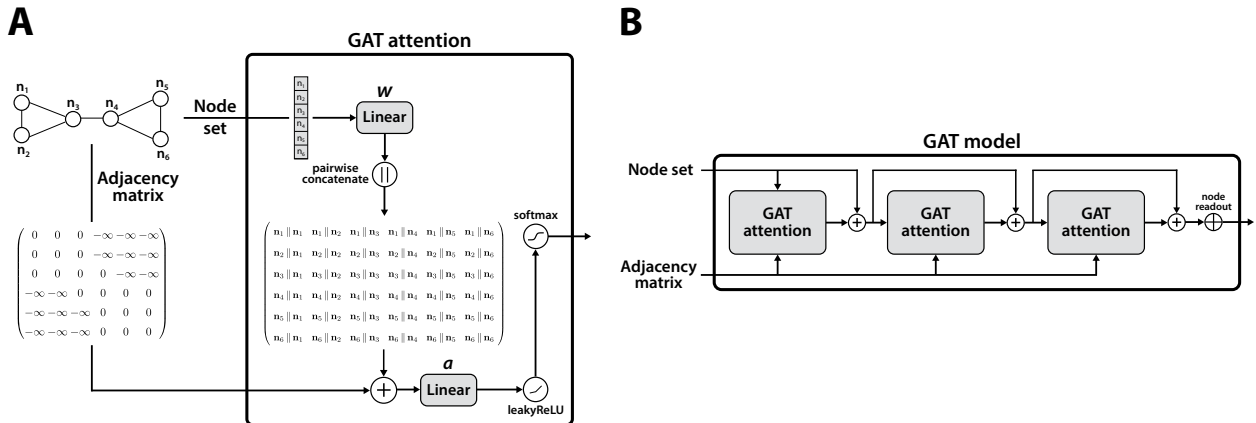 A
GAT attention
n₁
n₂
n₃
n₄
n₅
n₆
Node
set
Adjacency
matrix
n₁
n₂
n₃
n₄
n₅
n₆
W
Linear
pairwise
concatenate
||
0 0 0 −∞ −∞ −∞
0 0 0 −∞ −∞ −∞
0 0 0 0 −∞ −∞
−∞ −∞ 0 0 0 0
−∞ −∞ −∞ 0 0 0
−∞ −∞ −∞ 0 0 0
n₁ ∥ n₁ n₁ ∥ n₂ n₁ ∥ n₃ n₁ ∥ n₄ n₁ ∥ n₅ n₁ ∥ n₆
n₂ ∥ n₁ n₂ ∥ n₂ n₂ ∥ n₃ n₂ ∥ n₄ n₂ ∥ n₅ n₂ ∥ n₆
n₃ ∥ n₁ n₃ ∥ n₂ n₃ ∥ n₃ n₃ ∥ n₄ n₃ ∥ n₅ n₃ ∥ n₆
n₄ ∥ n₁ n₄ ∥ n₂ n₄ ∥ n₃ n₄ ∥ n₄ n₄ ∥ n₅ n₄ ∥ n₆
n₅ ∥ n₁ n₅ ∥ n₂ n₅ ∥ n₃ n₅ ∥ n₄ n₅ ∥ n₅ n₅ ∥ n₆
n₆ ∥ n₁ n₆ ∥ n₂ n₆ ∥ n₃ n₆ ∥ n₄ n₆ ∥ n₅ n₆ ∥ n₆
softmax
+
a
Linear
leakyReLU
B
GAT model
Node set
Adjacency
matrix
GAT
attention
+
GAT
attention
+
GAT
attention
+
node
readout